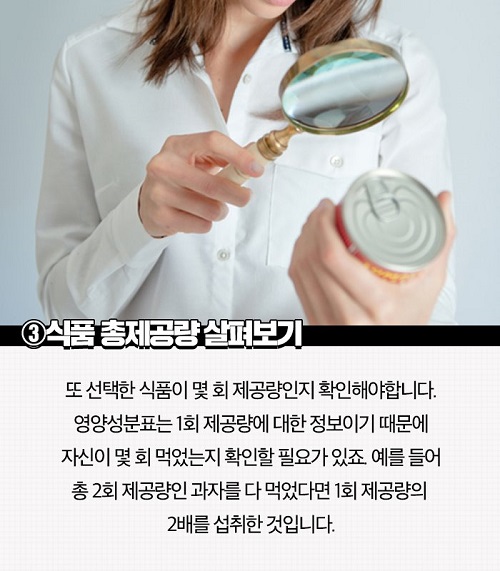 ③식품 총제공량 살펴보기
또 선택한 식품이 몇 회 제공량인지 확인해야합니다.
영양성분표는 1회 제공량에 대한 정보이기 때문에
자신이 몇 회 먹었는지 확인할 필요가 있죠. 예를 들어
총 2회 제공량인 과자를 다 먹었다면 1회 제공량의
2배를 섭취한 것입니다.